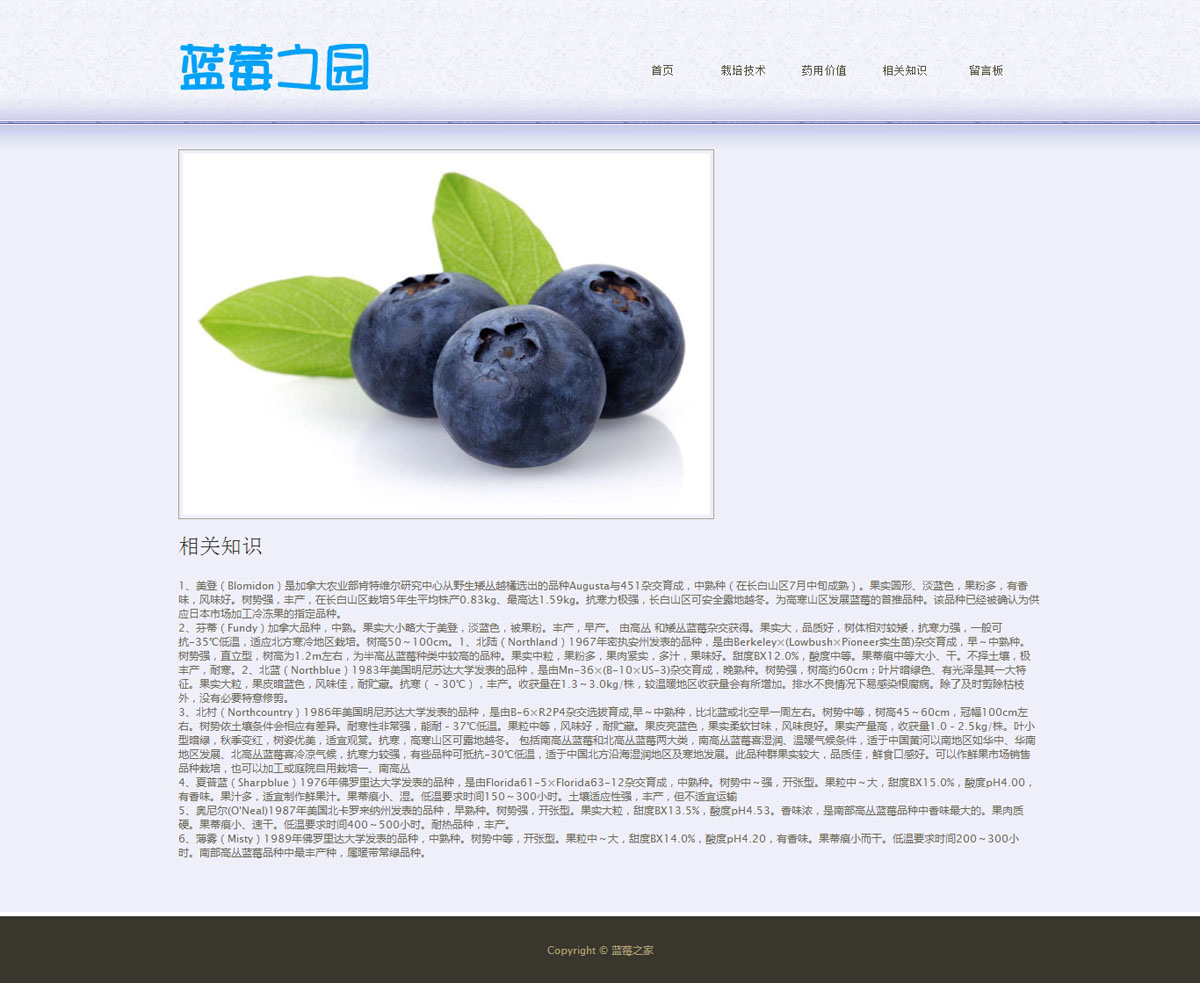 蓝莓之园
首页 栽培技术 药用价值 相关知识 留言板
相关知识
1、美登（Blomidon）是加拿大农业部肯特维尔研究中心从野生矮丛越橘选出的品种Augusta与451杂交育成，中熟种（在长白山区7月中旬成熟）。果实圆形、淡蓝色，果粉多，有香
味，风味好。树势强，丰产，在长白山区栽培5年生平均株产0.83kg、最高达1.59kg。抗寒力极强，长白山区可安全露地越冬。为高寒山区发展蓝莓的首推品种。该品种已经被确认为供
应日本市场加工冷冻果的指定品种。
2、芬蒂（Fundy）加拿大品种，中熟。果实大小略大于美登，淡蓝色，被果粉。丰产，早产。 由高丛 和矮丛蓝莓杂交获得。果实大，品质好，树体相对较矮，抗寒力强，一般可
抗-35℃低温，适应北方寒冷地区栽培。树高50～100cm。1、北陆（Northland）1967年密执安州发表的品种，是由Berkeley×(Lowbush×Pioneer实生苗)杂交育成，早～中熟种。
树势强，直立型，树高为1.2m左右，为半高丛蓝莓种类中较高的品种。果实中粒，果粉多，果肉紧实，多汁，果味好。甜度BX12.0%，酸度中等。果蒂痕中等大小、干。不择土壤，极
丰产，耐寒。2、北蓝（Northblue）1983年美国明尼苏达大学发表的品种，是由Mn-36×(B-10×US-3)杂交育成，晚熟种。树势强，树高约60cm；叶片暗绿色、有光泽是其一大特
征。果实大粒，果皮暗蓝色，风味佳，耐贮藏。抗寒（－30℃），丰产。收获量在1.3～3.0kg/株，较温暖地区收获量会有所增加。排水不良情况下易感染根腐病。除了及时剪除枯枝
外，没有必要特意修剪。
3、北村（Northcountry）1986年美国明尼苏达大学发表的品种，是由B-6×R2P4杂交选拔育成,早～中熟种，比北蓝或北空早一周左右。树势中等，树高45～60cm，冠幅100cm左
右。树势依土壤条件会相应有差异。耐寒性非常强，能耐－37℃低温。果粒中等，风味好，耐贮藏。果皮亮蓝色，果实柔软甘味，风味良好。果实产量高，收获量1.0－2.5kg/株。叶小
型暗绿，秋季变红，树姿优美，适宜观赏。抗寒，高寒山区可露地越冬。 包括南高丛蓝莓和北高丛蓝莓两大类，南高丛蓝莓喜湿润、温暖气候条件，适于中国黄河以南地区如华中、华南
地区发展、北高丛蓝莓喜冷凉气候，抗寒力较强，有些品种可抵抗-30℃低温，适于中国北方沿海湿润地区及寒地发展。此品种群果实较大，品质佳，鲜食口感好。可以作鲜果市场销售
品种栽培，也可以加工或庭院自用栽培一、南高丛
4、夏普蓝（Sharpblue）1976年佛罗里达大学发表的品种，是由Florida61-5×Florida63-12杂交育成，中熟种。树势中～强，开张型。果粒中～大，甜度BX15.0%，酸度pH4.00，
有香味。果汁多，适宜制作鲜果汁。果蒂痕小、湿。低温要求时间150～300小时。土壤适应性强，丰产，但不适宜运输
5、奥尼尔(O'Neal)1987年美国北卡罗来纳州发表的品种，早熟种。树势强，开张型。果实大粒，甜度BX13.5%，酸度pH4.53。香味浓，是南部高丛蓝莓品种中香味最大的。果肉质
硬。果蒂痕小、速干。低温要求时间400～500小时。耐热品种，丰产。
6、薄雾（Misty）1989年佛罗里达大学发表的品种，中熟种。树势中等，开张型。果粒中～大，甜度BX14.0%，酸度pH4.20，有香味。果蒂痕小而干。低温要求时间200～300小
时。南部高丛蓝莓品种中最丰产种，属暖带常绿品种。
Copyright © 蓝莓之家